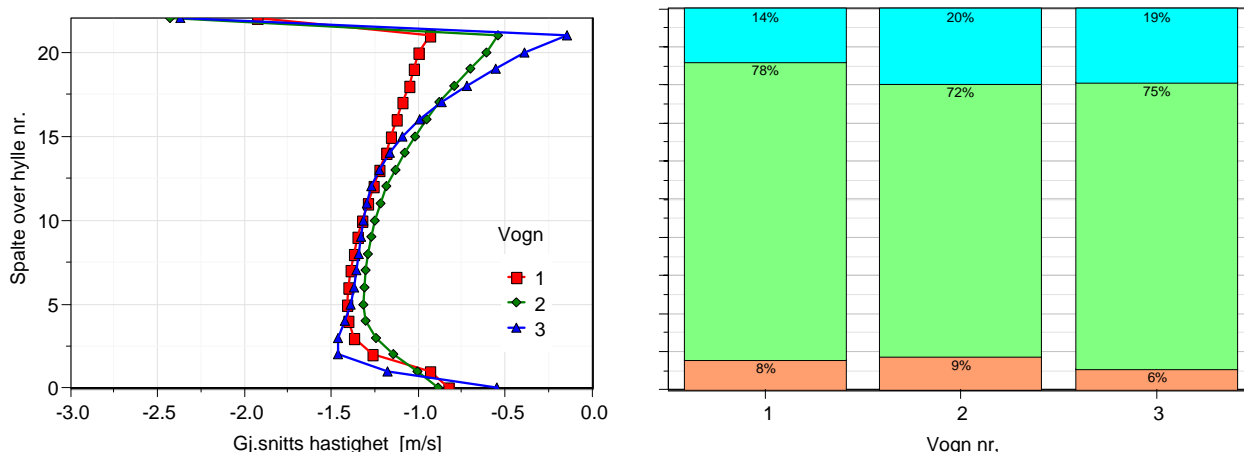 Spalte over hylle nr.
20
15
10
5
0
-3.0 -2.5 -2.0 -1.5 -1.0 -0.5 0.0
Gj.snitts hastighet [m/s]
Vogn
1
2
3
14% 20% 19%
78%
72% 75%
8% 9% 6%
1 2 3
Vogn nr,